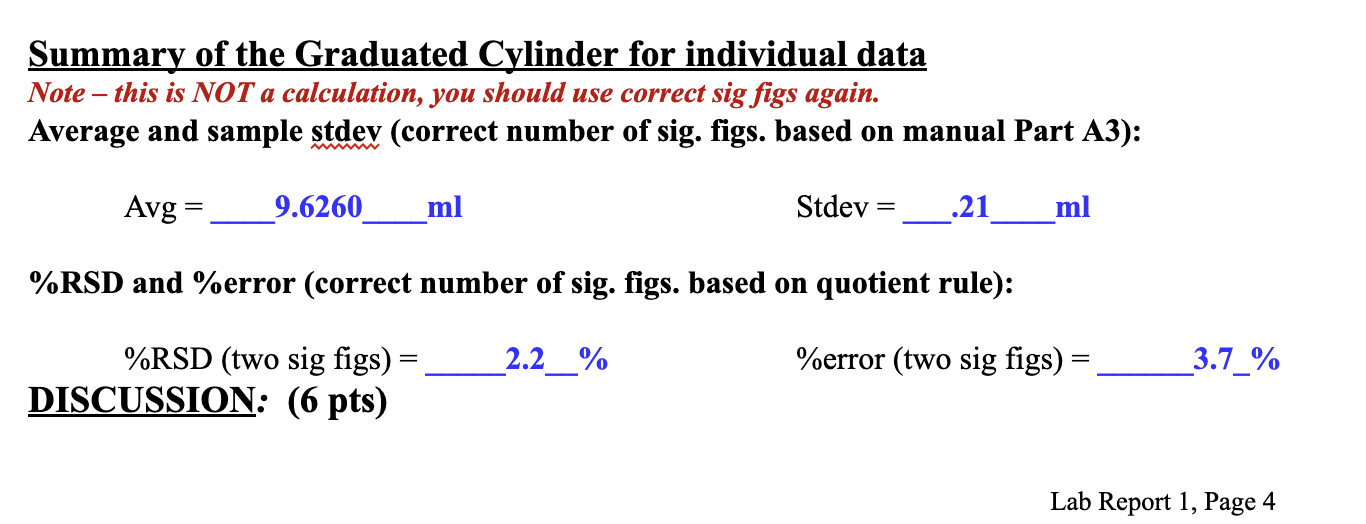 Summary of the Graduated Cylinder for individual data
Note – this is NOT a calculation, you should use correct sig figs again.
Average and sample stdev (correct number of sig. figs. based on manual Part A3):
Avg = ____9.6260____ml Stdev = ___.21____ml
%RSD and %error (correct number of sig. figs. based on quotient rule):
%RSD (two sig figs) = _____2.2__% %error (two sig figs) = ______3.7_%
DISCUSSION: (6 pts)
Lab Report 1, Page 4